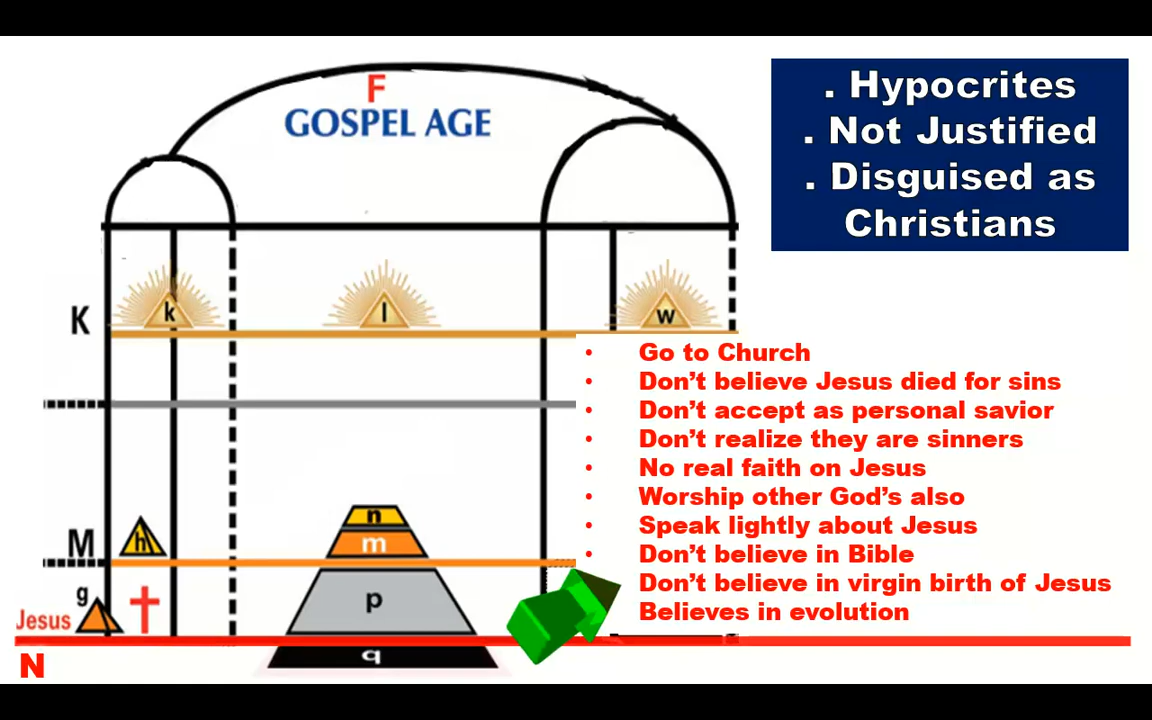 F
GOSPEL AGE
. Hypocrites
. Not Justified
. Disguised as
Christians
K
k
l
w
• Go to Church
• Don’t believe Jesus died for sins
• Don’t accept as personal savior
• Don’t realize they are sinners
• No real faith on Jesus
• Worship other God’s also
• Speak lightly about Jesus
• Don’t believe in Bible
Don’t believe in virgin birth of Jesus
Believes in evolution
n
M
h
m
g
p
Jesus
q
N